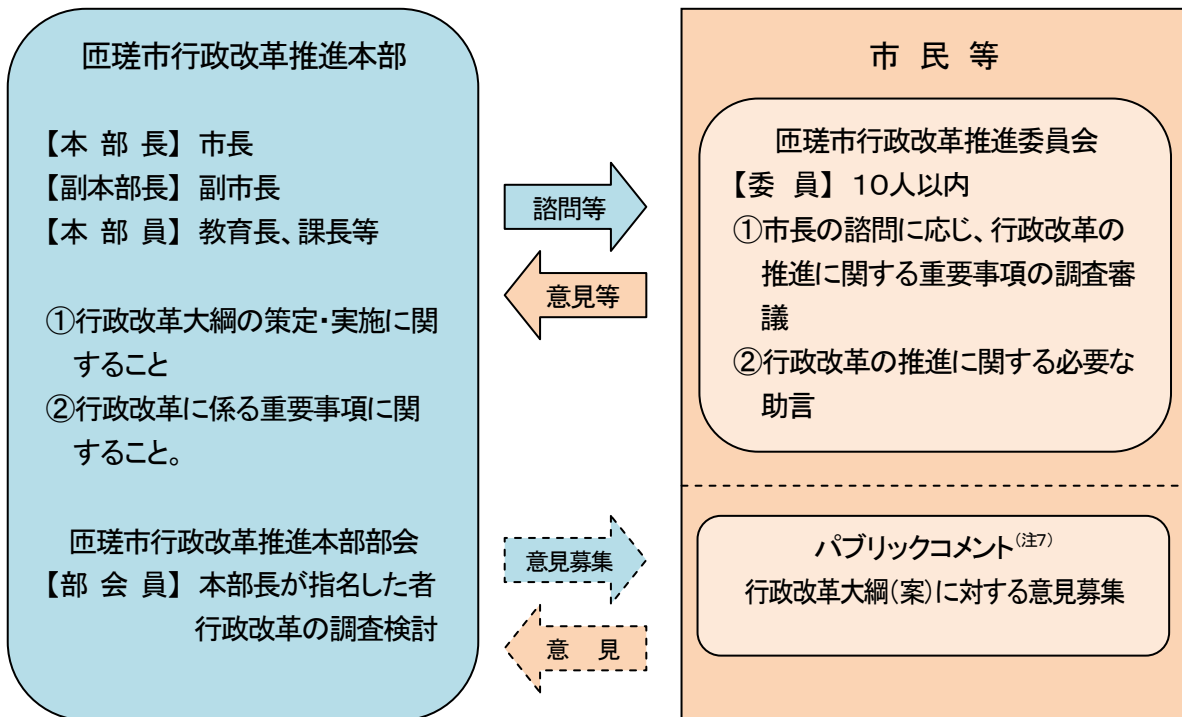 匝瑳市行政改革推進本部
【本 部 長】 市長
【副本部長】 副市長
【本 部 員】 教育長、課長等
①行政改革大綱の策定・実施に関
すること
②行政改革に係る重要事項に関
すること。
匝瑳市行政改革推進本部部会
【部 会 員】 本部長が指名した者
行政改革の調査検討
諮問等
意見等
意見募集
意 見
市 民 等
匝瑳市行政改革推進委員会
【委 員】 10人以内
①市長の諮問に応じ、行政改革の
推進に関する重要事項の調査審
議
②行政改革の推進に関する必要な
助言
パブリックコメント(注7)
行政改革大綱(案)に対する意見募集